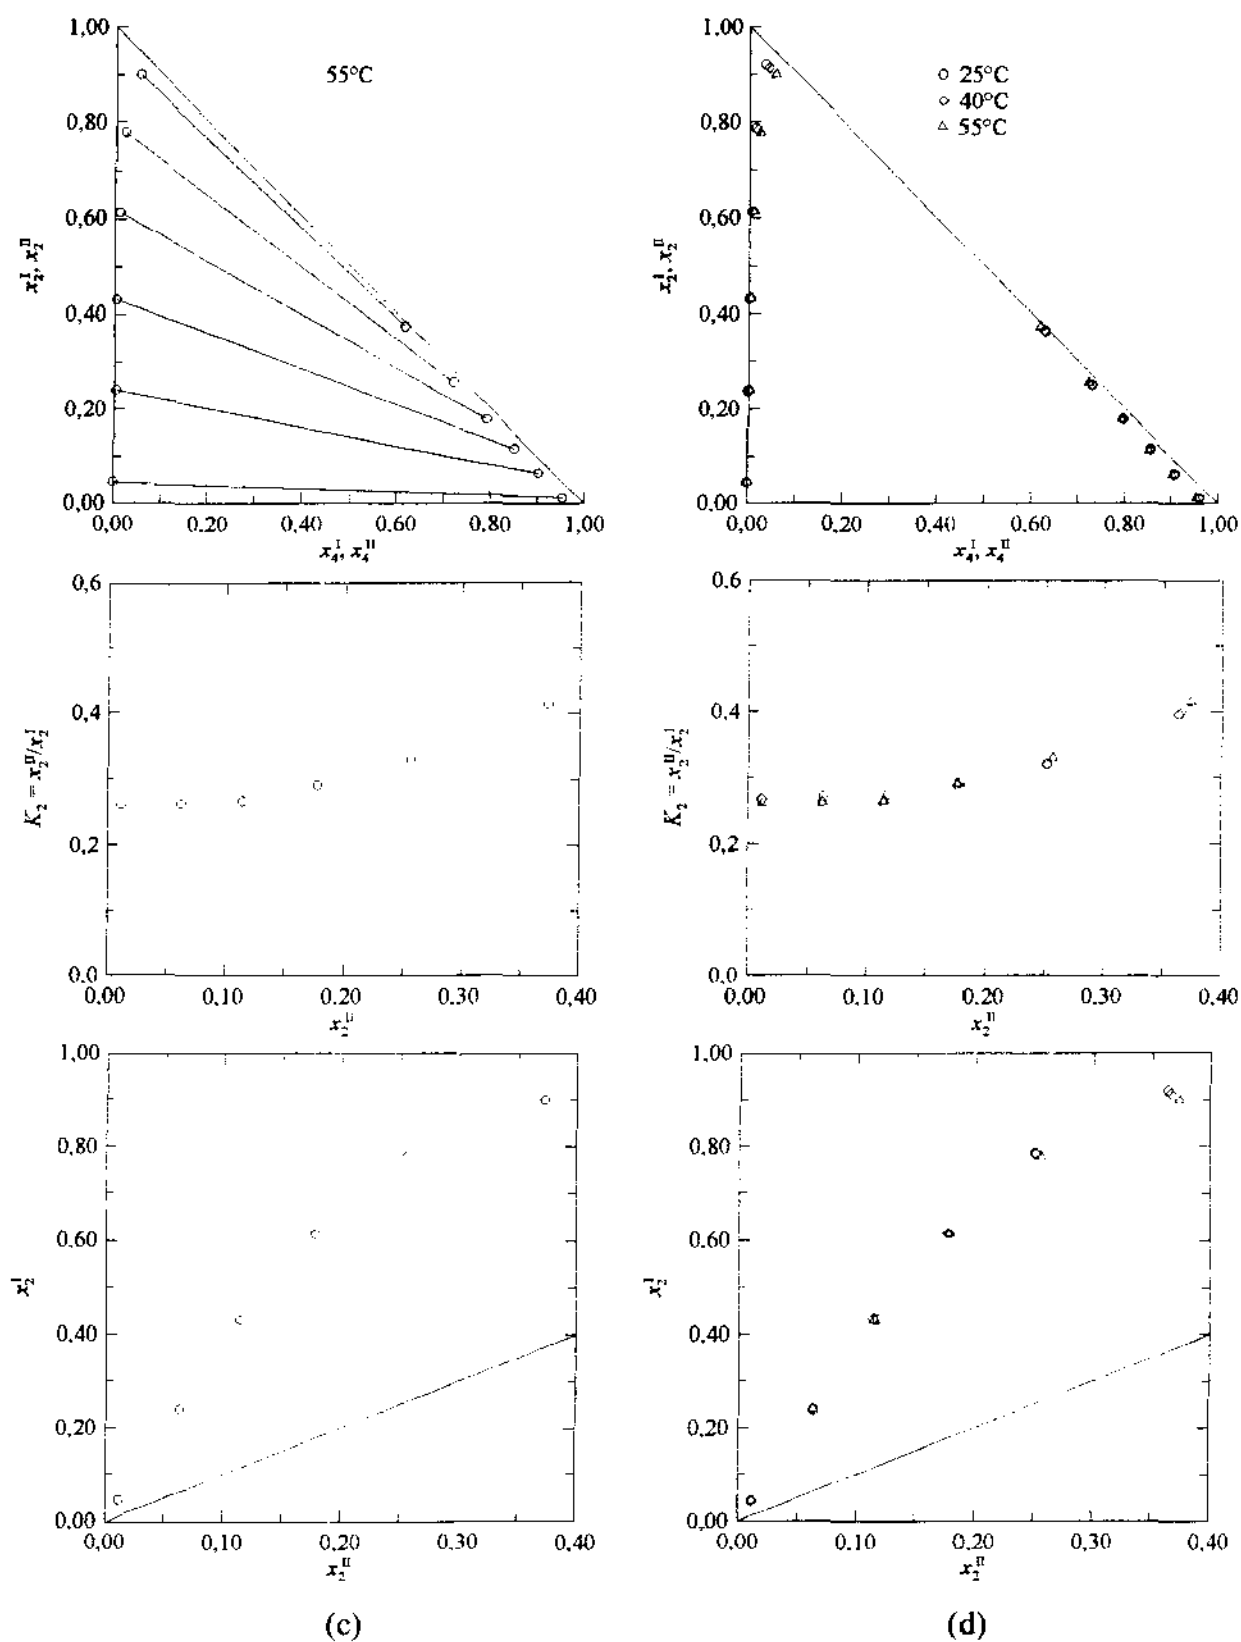 1,00
0,80
0,60
0,40
0,20
0.00
x₂ᴵ, x₂ᴵᴵ
55°C
0,00 0.20 0.40 0.60 0.80 1.00
x₄ᴵ, x₄ᴵᴵ
1.00
0,80
0,60
0,40
0,20
0,00
x₂ᴵ, x₂ᴵᴵ
25°C
40°C
55°C
0.00 0,20 0.40 0.60 0.80 1,00
x₄ᴵ, x₄ᴵᴵ
0,6
0,4
0,2
0.0
K₂ = x₂ᴵᴵ/x₂ᴵ
0.00 0.10 0.20 0.30 0.40
x₂ᴵᴵ
0.6
0.4
0,2
0,0
K₂ = x₂ᴵᴵ/x₂ᴵ
0.00 0.10 0.20 0.30 0.40
x₂ᴵᴵ
1,00
0,80
0,60
0,40
0,20
0,00
x₂ᴵ
0.00 0.10 0.20 0.30 0,40
x₂ᴵᴵ
1.00
0.80
0,60
0,40
0,20
0,00
x₂ᴵ
0.00 0.10 0.20 0,30 0,40
x₂ᴵᴵ
(c)
(d)